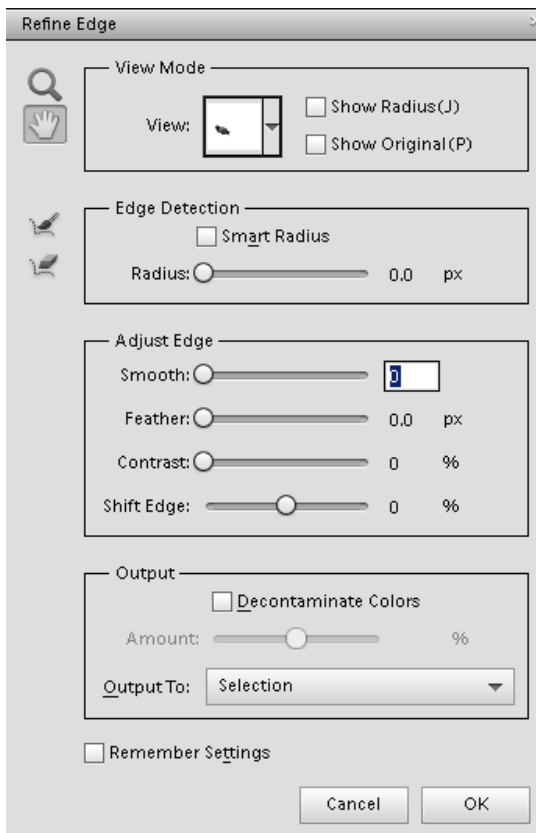 Refine Edge
View Mode
View:
Show Radius(J)
Show Original(P)
Edge Detection
Smart Radius
Radius: 0.0 px
Adjust Edge
Smooth: 0
Feather: 0.0 px
Contrast: 0 %
Shift Edge: 0 %
Output
Decontaminate Colors
Amount: %
Output To: Selection
Remember Settings
Cancel OK